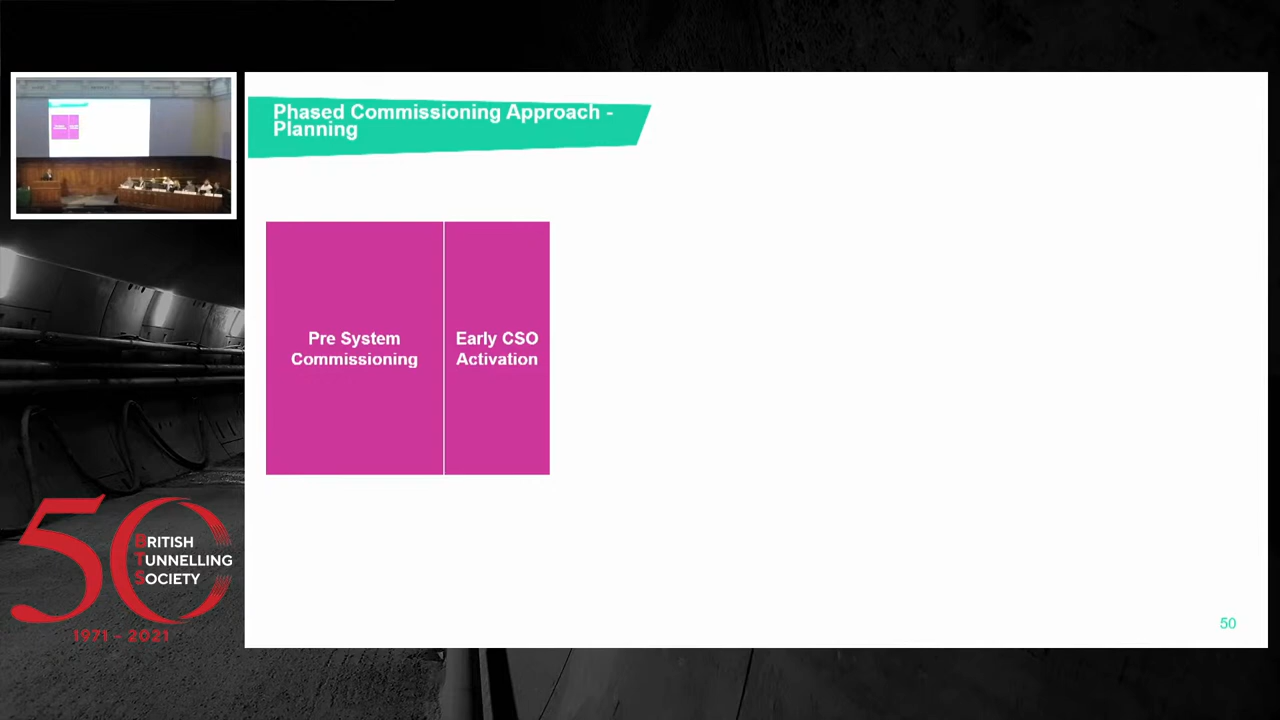 Phased Commissioning Approach -
Planning
Pre System
Commissioning
Early CSO
Activation
50
BRITISH
TUNNELLING
SOCIETY
1971 - 2021
50